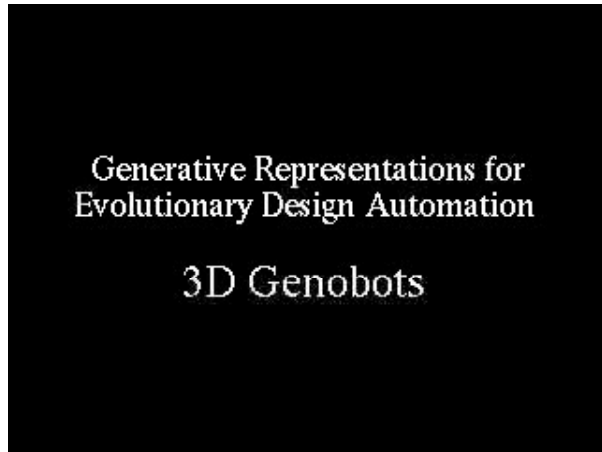 Generative Representations for
Evolutionary Design Automation
3D Genobots